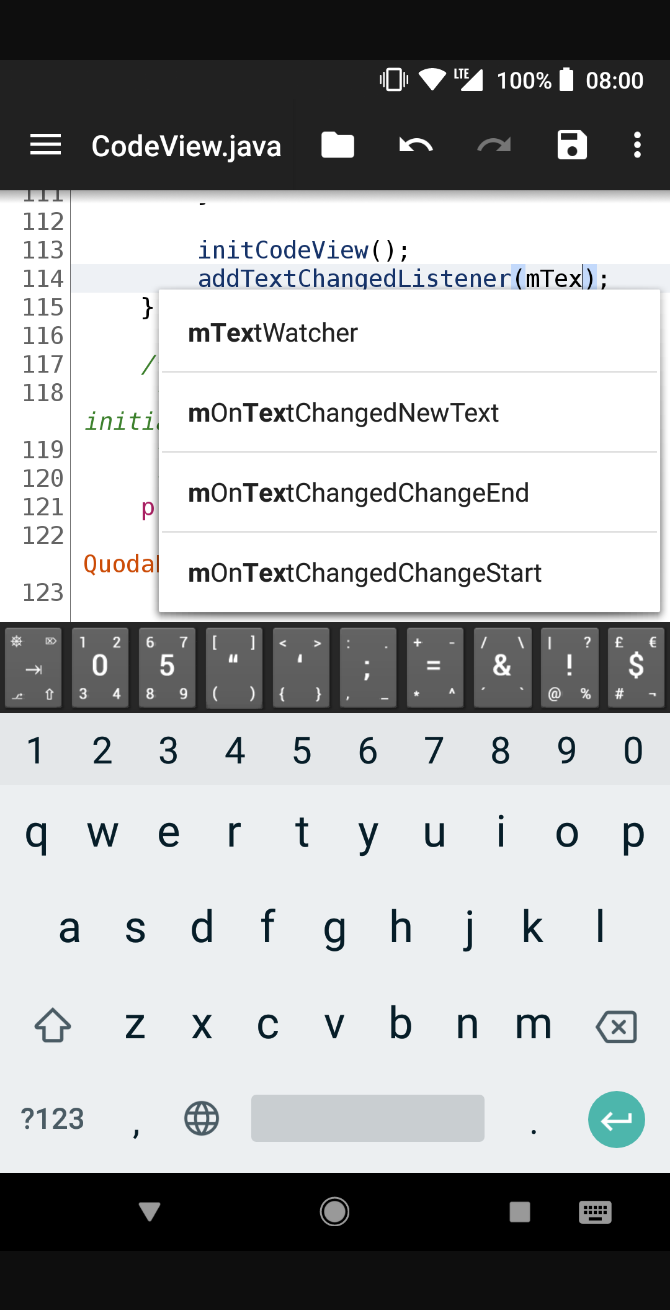 LTE 100% 08:00
CodeView.java
111
112
113 initCodeView();
114 addTextChangedListener(mTex);
115 }
mTextWatcher
116
117 /
118
mOnTextChangedNewText
initi
119
120
mOnTextChangedChangeEnd
121 p
122
Quoda
mOnTextChangedChangeStart
123
1 2 6 7 [ ] < > : . + - / \ | ? £ €
0 5 " ' ; = & ! $
3 4 8 9 ( ) { } , _ * ^ ´ ` @ % # ¬
1 2 3 4 5 6 7 8 9 0
q w e r t y u i o p
a s d f g h j k l
z x c v b n m
?123 , .